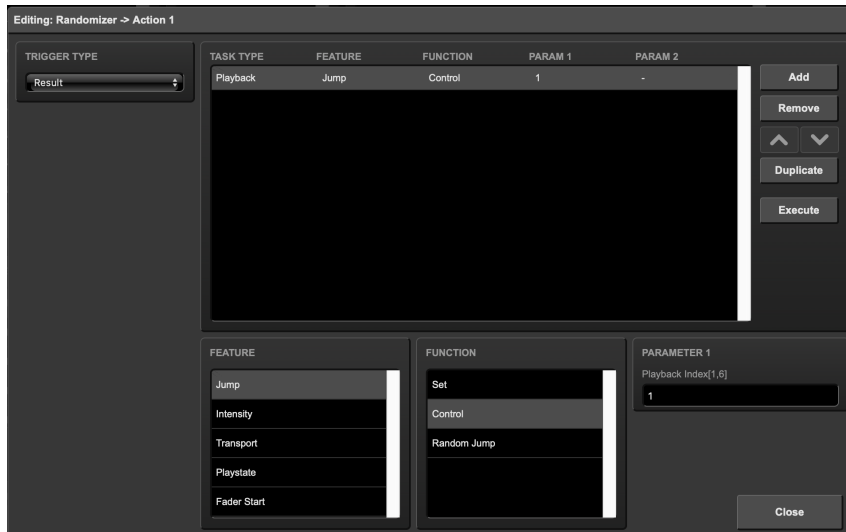 Editing: Randomizer -> Action 1
TRIGGER TYPE
Result
TASK TYPE FEATURE FUNCTION PARAM 1 PARAM 2
Playback Jump Control 1 -
Add
Remove
Duplicate
Execute
FEATURE
Jump
Intensity
Transport
Playstate
Fader Start
FUNCTION
Set
Control
Random Jump
PARAMETER 1
Playback Index[1,6]
1
Close